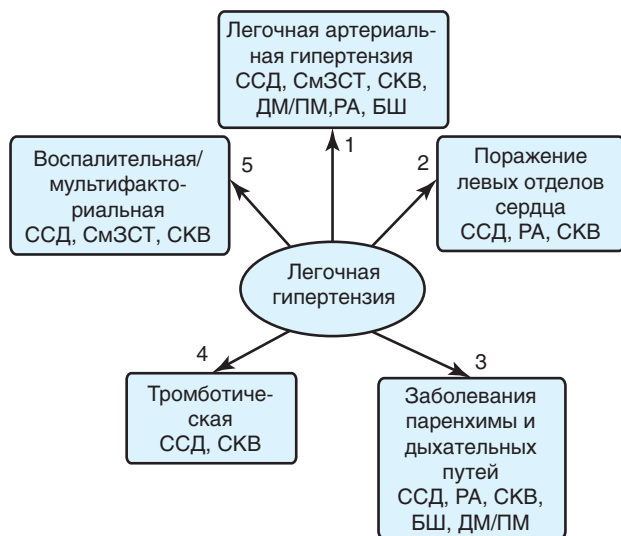 Легочная артериаль-
ная гипертензия
ССД, СмЗСТ, СКВ,
ДМ/ПМ,РА, БШ
1
5
2
Воспалительная/
мультифакто-
риальная
ССД, СмЗСТ, СКВ
Поражение
левых отделов
сердца
ССД, РА, СКВ
Легочная
гипертензия
4
3
Тромботиче-
ская
ССД, СКВ
Заболевания
паренхимы и
дыхательных
путей
ССД, РА, СКВ,
БШ, ДМ/ПМ